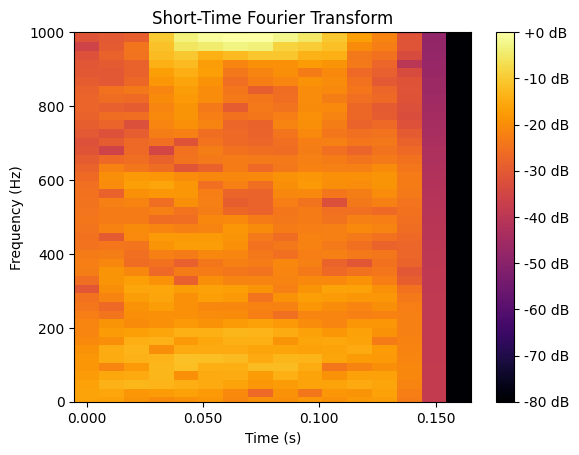 Short-Time Fourier Transform
1000
800
600
400
200
0
Frequency (Hz)
0.000
0.050
0.100
0.150
Time (s)
+0 dB
-10 dB
-20 dB
-30 dB
-40 dB
-50 dB
-60 dB
-70 dB
-80 dB